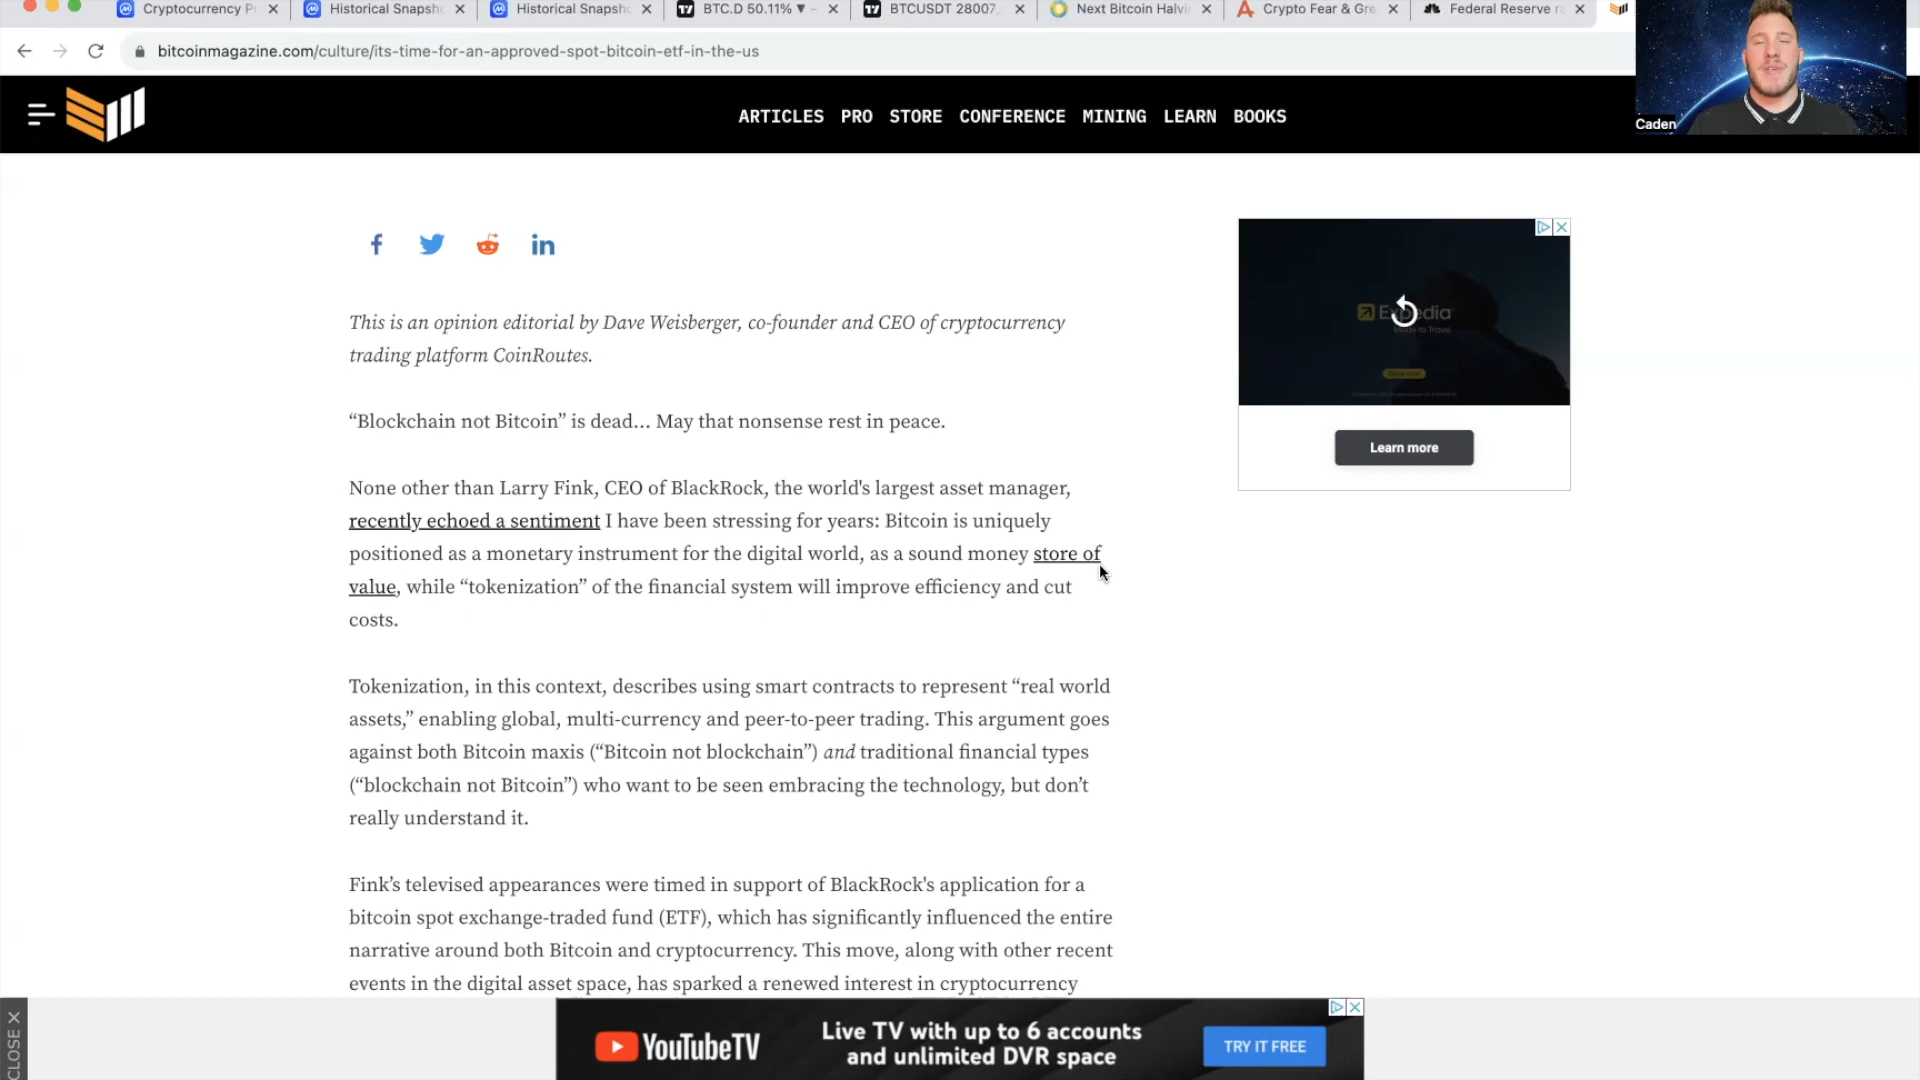 Cryptocurrency P
Historical Snapsh
Historical Snapsh
BTC.D 50.11% ▼ −
BTCUSDT 28007.
Next Bitcoin Halvi
Crypto Fear & Gre
Federal Reserve ra
bitcoinmagazine.com/culture/its-time-for-an-approved-spot-bitcoin-etf-in-the-us
Caden
ARTICLES PRO STORE CONFERENCE MINING LEARN BOOKS
This is an opinion editorial by Dave Weisberger, co-founder and CEO of cryptocurrency
trading platform CoinRoutes.
“Blockchain not Bitcoin” is dead… May that nonsense rest in peace.
None other than Larry Fink, CEO of BlackRock, the world's largest asset manager,
recently echoed a sentiment I have been stressing for years: Bitcoin is uniquely
positioned as a monetary instrument for the digital world, as a sound money store of
value, while “tokenization” of the financial system will improve efficiency and cut
costs.
Tokenization, in this context, describes using smart contracts to represent “real world
assets,” enabling global, multi-currency and peer-to-peer trading. This argument goes
against both Bitcoin maxis (“Bitcoin not blockchain”) and traditional financial types
(“blockchain not Bitcoin”) who want to be seen embracing the technology, but don’t
really understand it.
Fink’s televised appearances were timed in support of BlackRock's application for a
bitcoin spot exchange-traded fund (ETF), which has significantly influenced the entire
narrative around both Bitcoin and cryptocurrency. This move, along with other recent
events in the digital asset space, has sparked a renewed interest in cryptocurrency
Expedia
Made to Travel
Learn more
CLOSE X
YouTubeTV
Live TV with up to 6 accounts
and unlimited DVR space
TRY IT FREE